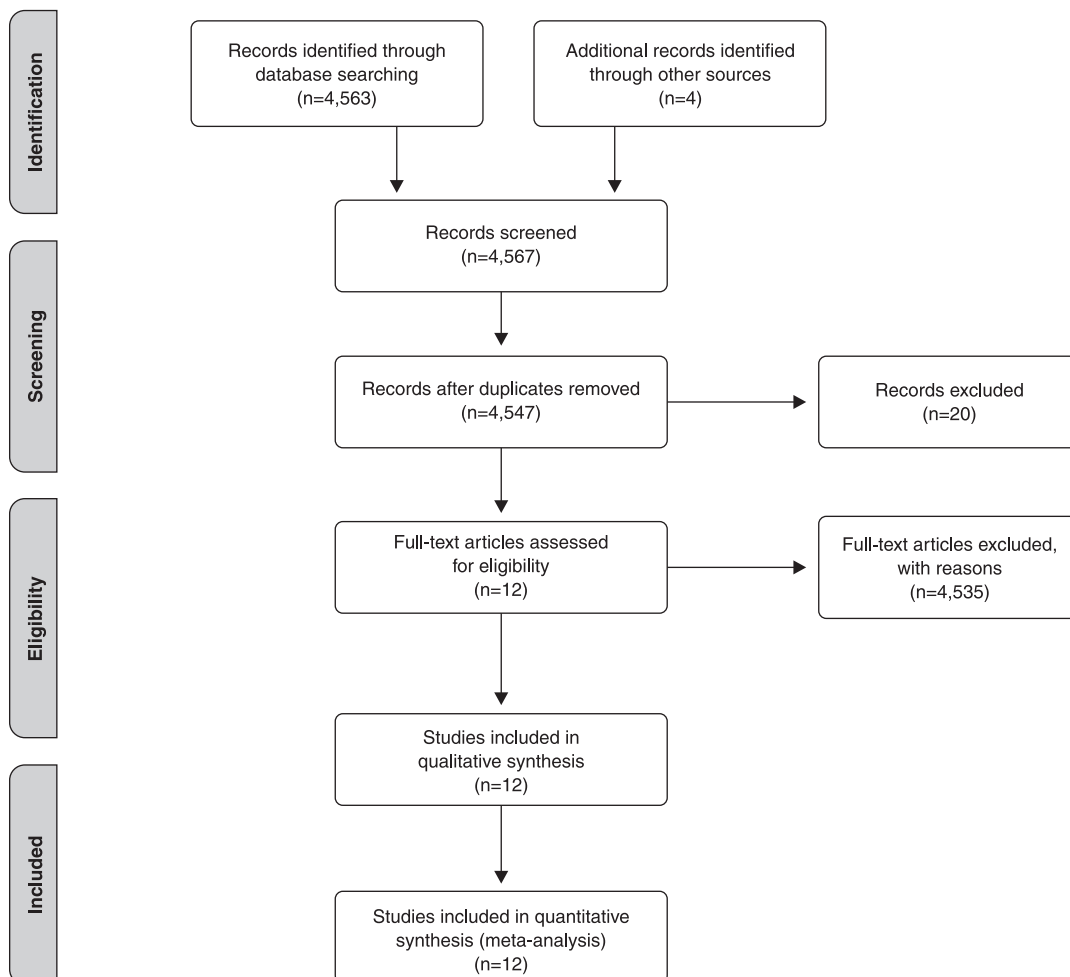 Identification
Records identified through
database searching
(n=4,563)
Additional records identified
through other sources
(n=4)
Records screened
(n=4,567)
Screening
Records after duplicates removed
(n=4,547)
Records excluded
(n=20)
Eligibility
Full-text articles assessed
for eligibility
(n=12)
Full-text articles excluded,
with reasons
(n=4,535)
Studies included in
qualitative synthesis
(n=12)
Included
Studies included in quantitative
synthesis (meta-analysis)
(n=12)